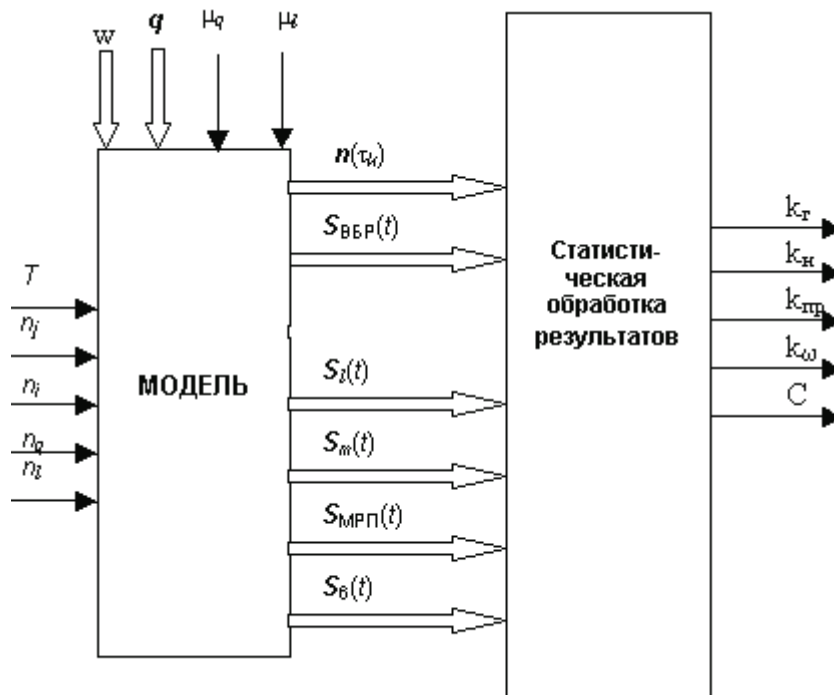 w
q
μq
μl
n(τи)
SВБР(t)
Статисти-
ческая
обработка
результатов
kг
kн
kпр
kω
C
T
nj
ni
nq
nl
МОДЕЛЬ
Sl(t)
Sm(t)
SМРП(t)
Sб(t)